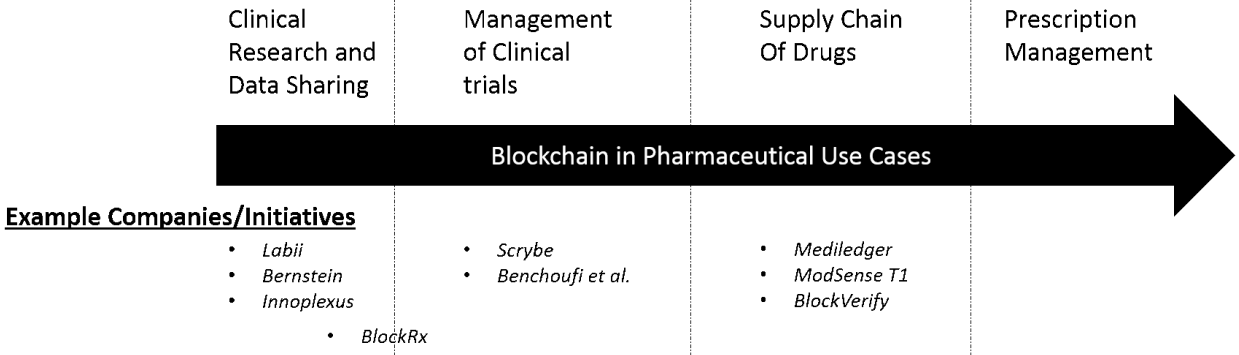 Clinical
Research and
Data Sharing
Management
of Clinical
trials
Supply Chain
Of Drugs
Prescription
Management
Blockchain in Pharmaceutical Use Cases
Example Companies/Initiatives
• Labii
• Bernstein
• Innoplexus
• BlockRx
• Scrybe
• Benchoufi et al.
• Mediledger
• ModSense T1
• BlockVerify